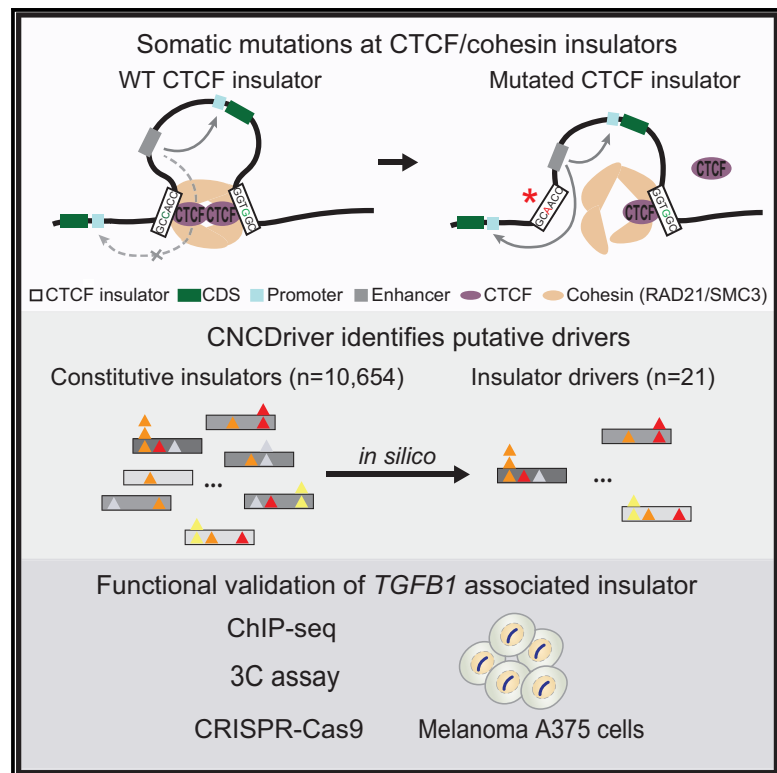 Somatic mutations at CTCF/cohesin insulators
WT CTCF insulator
Mutated CTCF insulator
GCCACC
CTCF
CTCF
GGTGGC
*
GCAACC
CTCF
GGTGGC
CTCF
CTCF insulator
CDS
Promoter
Enhancer
CTCF
Cohesin (RAD21/SMC3)
CNCDriver identifies putative drivers
Constitutive insulators (n=10,654)
Insulator drivers (n=21)
in silico
...
...
Functional validation of TGFB1 associated insulator
ChIP-seq
3C assay
CRISPR-Cas9
Melanoma A375 cells